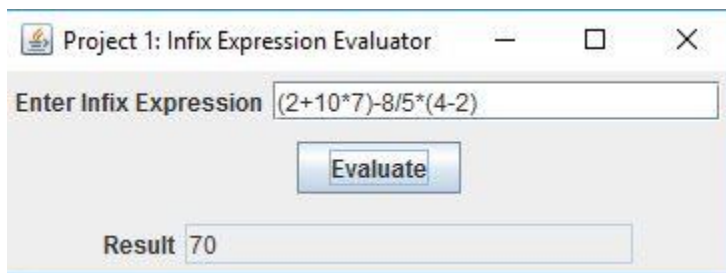 Project 1: Infix Expression Evaluator
Enter Infix Expression (2+10*7)-8/5*(4-2)
Evaluate
Result 70